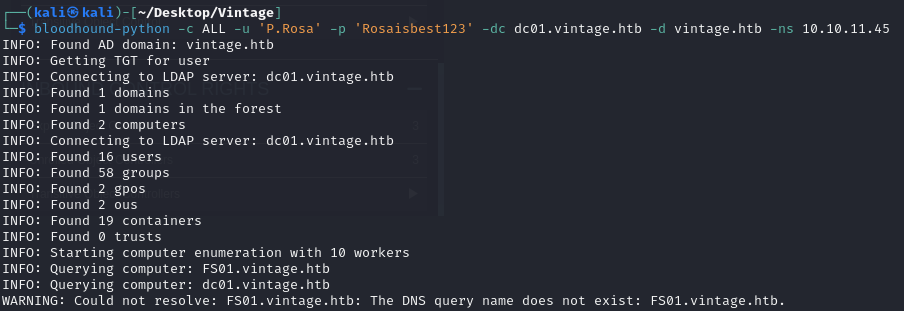 ┌──(kali㉿kali)-[~/Desktop/Vintage]
└─$ bloodhound-python -c ALL -u 'P.Rosa' -p 'Rosaisbest123' -dc dc01.vintage.htb -d vintage.htb -ns 10.10.11.45
INFO: Found AD domain: vintage.htb
INFO: Getting TGT for user
INFO: Connecting to LDAP server: dc01.vintage.htb
INFO: Found 1 domains
INFO: Found 1 domains in the forest
INFO: Found 2 computers
INFO: Connecting to LDAP server: dc01.vintage.htb
INFO: Found 16 users
INFO: Found 58 groups
INFO: Found 2 gpos
INFO: Found 2 ous
INFO: Found 19 containers
INFO: Found 0 trusts
INFO: Starting computer enumeration with 10 workers
INFO: Querying computer: FS01.vintage.htb
INFO: Querying computer: dc01.vintage.htb
WARNING: Could not resolve: FS01.vintage.htb: The DNS query name does not exist: FS01.vintage.htb.